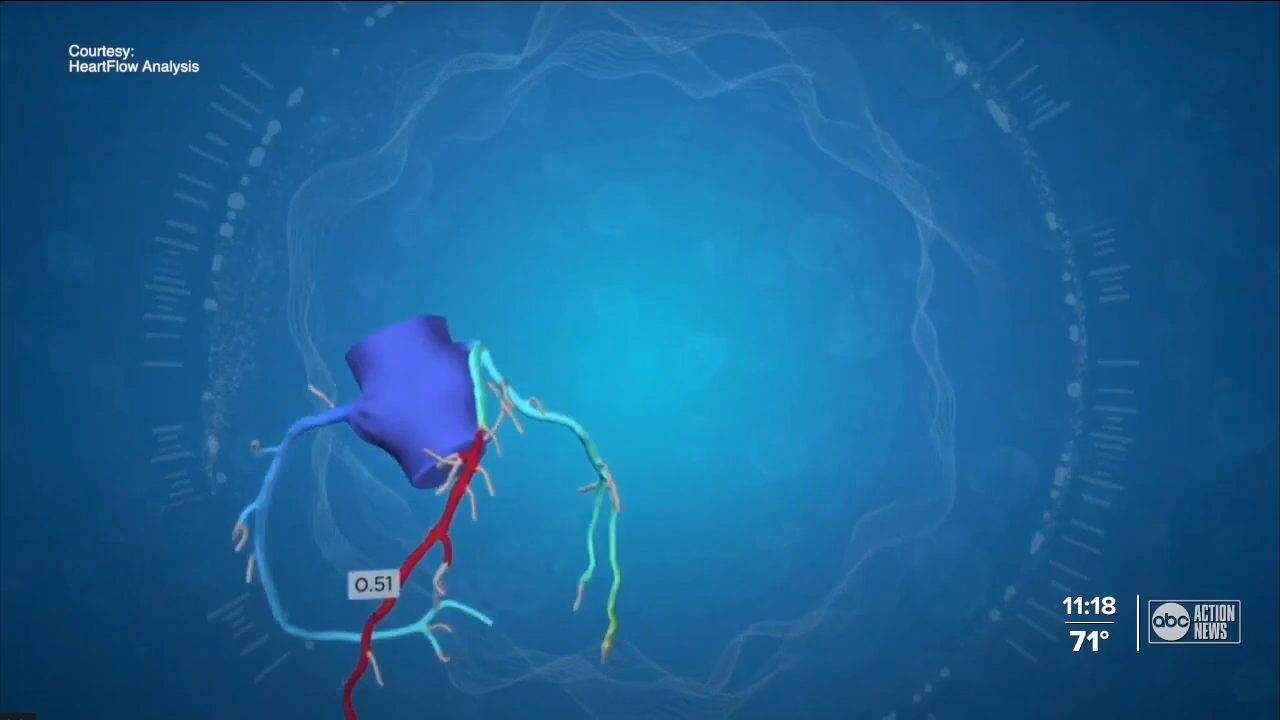 Courtesy:
HeartFlow Analysis
0.51
11:18
71°
abc
ACTION
NEWS